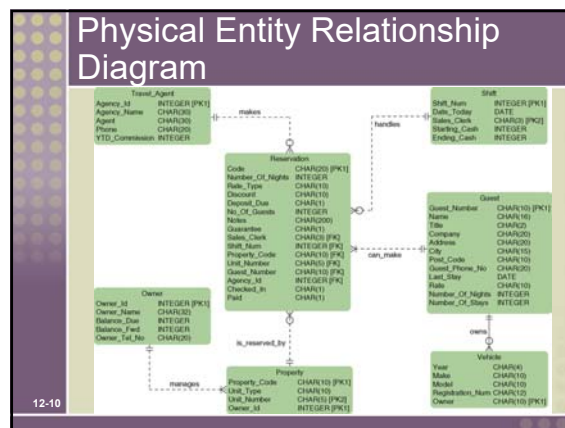 Physical Entity Relationship
Diagram
Travel_Agent
Agency_Id INTEGER [PK1]
Agency_Name CHAR(30)
Agent CHAR(30)
Phone CHAR(20)
YTD_Commission INTEGER
makes
Shift
Shift_Num INTEGER [PK1]
Date_Today DATE
Sales_Clerk CHAR(3) [PK2]
Starting_Cash INTEGER
Ending_Cash INTEGER
handles
Reservation
Code CHAR(20) [PK1]
Number_Of_Nights INTEGER
Rate_Type CHAR(10)
Discount CHAR(10)
Deposit_Due CHAR(1)
No_Of_Guests INTEGER
Notes CHAR(200)
Guarantee CHAR(1)
Sales_Clerk CHAR(3) [FK]
Shift_Num INTEGER [FK]
Property_Code CHAR(10) [FK]
Unit_Number CHAR(5) [FK]
Guest_Number CHAR(10) [FK]
Agency_Id INTEGER [FK]
Checked_In CHAR(1)
Paid CHAR(1)
can_make
Guest
Guest_Number CHAR(10) [PK1]
Name CHAR(16)
Title CHAR(2)
Company CHAR(20)
Address CHAR(20)
City CHAR(15)
Post_Code CHAR(10)
Guest_Phone_No CHAR(20)
Last_Stay DATE
Rate CHAR(10)
Number_Of_Nights INTEGER
Number_Of_Stays INTEGER
owns
Owner
Owner_Id INTEGER [PK1]
Owner_Name CHAR(32)
Balance_Due INTEGER
Balance_Fwd INTEGER
Owner_Tel_No CHAR(20)
is_reserved_by
manages
Property
Property_Code CHAR(10) [PK1]
Unit_Type CHAR(10)
Unit_Number CHAR(5) [PK2]
Owner_Id INTEGER [PK1]
Vehicle
Year CHAR(4)
Make CHAR(10)
Model CHAR(10)
Registration_Num CHAR(12)
Owner CHAR(10) [PK1]
12-10